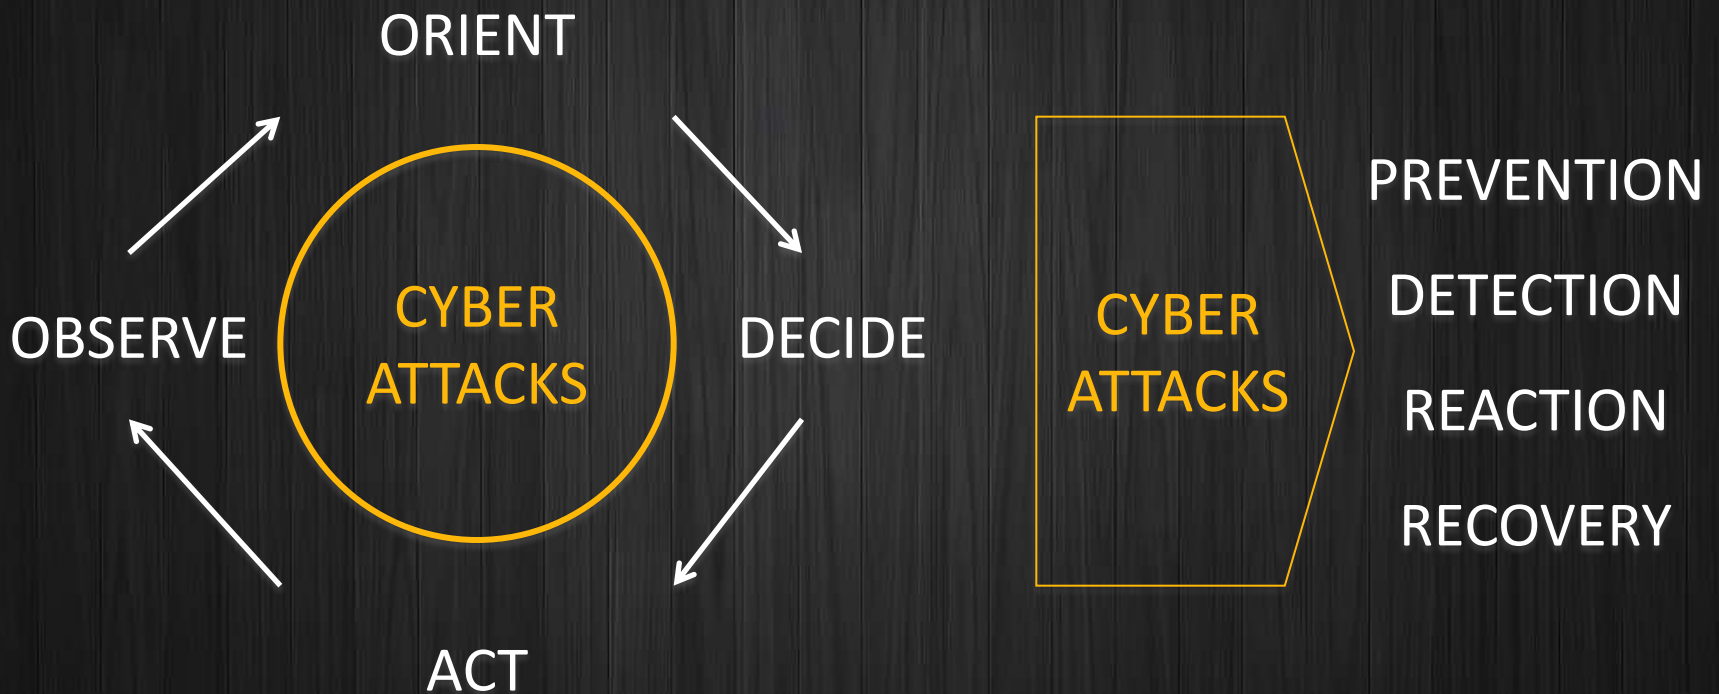 ORIENT
OBSERVE
CYBER
ATTACKS
DECIDE
ACT
CYBER
ATTACKS
PREVENTION
DETECTION
REACTION
RECOVERY